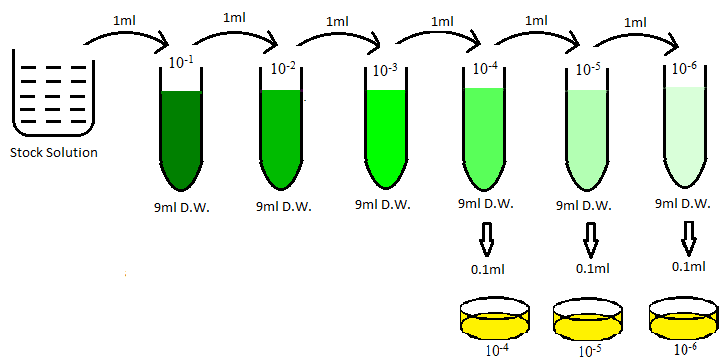 1ml 1ml 1ml 1ml 1ml 1ml
10⁻¹ 10⁻² 10⁻³ 10⁻⁴ 10⁻⁵ 10⁻⁶
Stock Solution
9ml D.W. 9ml D.W. 9ml D.W. 9ml D.W. 9ml D.W. 9ml D.W.
0.1ml 0.1ml 0.1ml
10⁻⁴ 10⁻⁵ 10⁻⁶